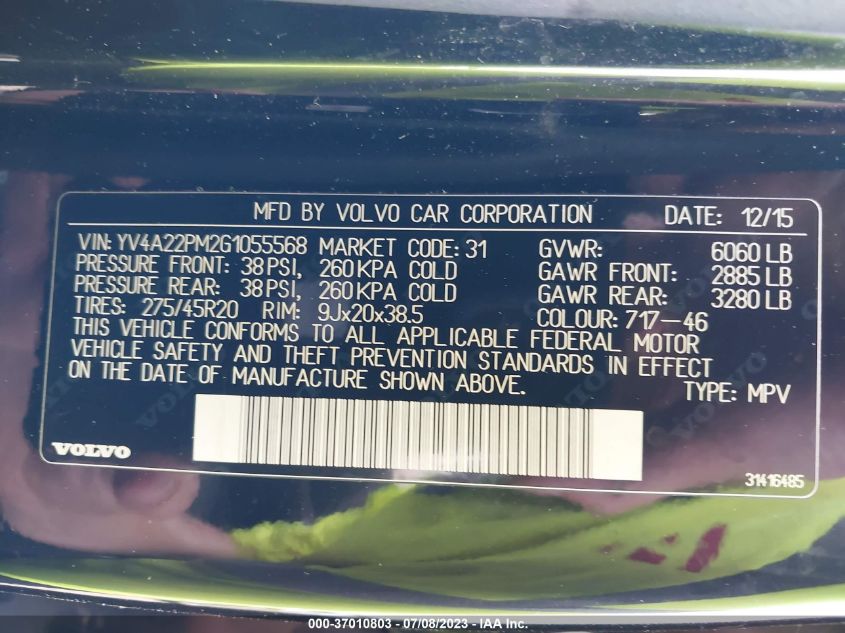 MFD BY VOLVO CAR CORPORATION DATE: 12/15
VIN: YV4A22PM2G1055568 MARKET CODE: 31 GVWR: 6060 LB
PRESSURE FRONT: 38 PSI, 260 KPA COLD GAWR FRONT: 2885 LB
PRESSURE REAR: 38 PSI, 260 KPA COLD GAWR REAR: 3280 LB
TIRES: 275/45R20 RIM: 9Jx20x38.5 COLOUR: 717-46
THIS VEHICLE CONFORMS TO ALL APPLICABLE FEDERAL MOTOR
VEHICLE SAFETY AND THEFT PREVENTION STANDARDS IN EFFECT
ON THE DATE OF MANUFACTURE SHOWN ABOVE. TYPE: MPV
VOLVO
31416485
000-37010803 - 07/08/2023 - IAA Inc.